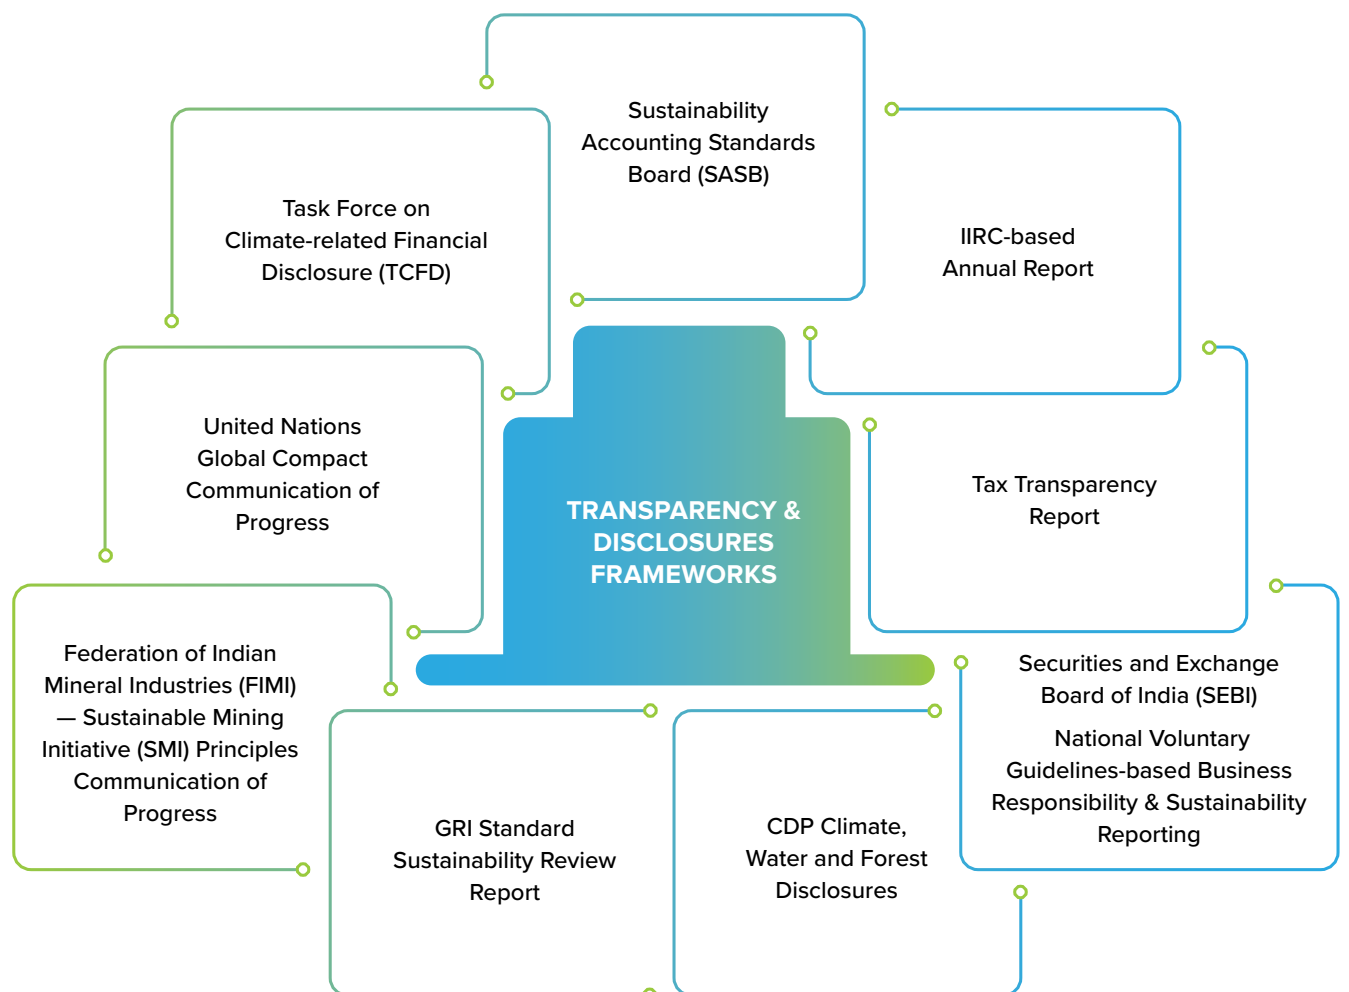 Sustainability
Accounting Standards
Board (SASB)
Task Force on
Climate-related Financial
Disclosure (TCFD)
IIRC-based
Annual Report
United Nations
Global Compact
Communication of
Progress
Tax Transparency
Report
TRANSPARENCY &
DISCLOSURES
FRAMEWORKS
Federation of Indian
Mineral Industries (FIMI)
— Sustainable Mining
Initiative (SMI) Principles
Communication of
Progress
Securities and Exchange
Board of India (SEBI)
National Voluntary
Guidelines-based Business
Responsibility & Sustainability
Reporting
GRI Standard
Sustainability Review
Report
CDP Climate,
Water and Forest
Disclosures